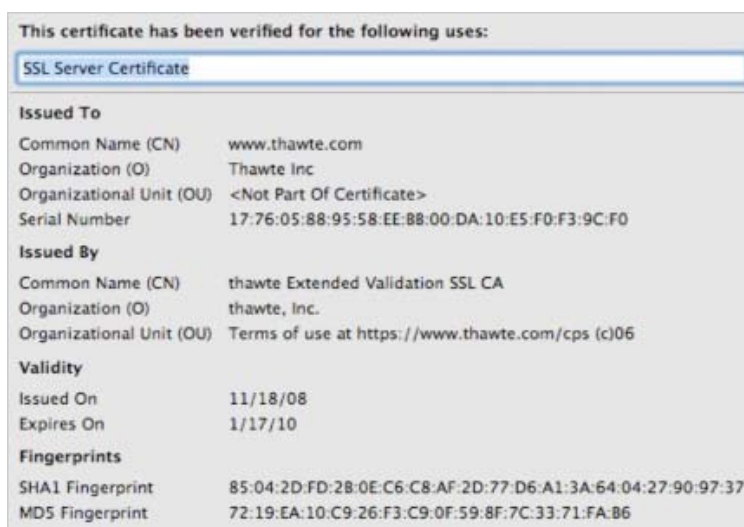 This certificate has been verified for the following uses:
SSL Server Certificate
Issued To
Common Name (CN) www.thawte.com
Organization (O) Thawte Inc
Organizational Unit (OU) <Not Part Of Certificate>
Serial Number 17:76:05:88:95:58:EE:BB:00:DA:10:E5:F0:F3:9C:F0
Issued By
Common Name (CN) thawte Extended Validation SSL CA
Organization (O) thawte, Inc.
Organizational Unit (OU) Terms of use at https://www.thawte.com/cps (c)06
Validity
Issued On 11/18/08
Expires On 1/17/10
Fingerprints
SHA1 Fingerprint 85:04:2D:FD:2B:0E:C6:C8:AF:2D:77:D6:A1:3A:64:04:27:90:97:37
MD5 Fingerprint 72:19:EA:10:C9:26:F3:C9:0F:59:8F:7C:33:71:FA:B6